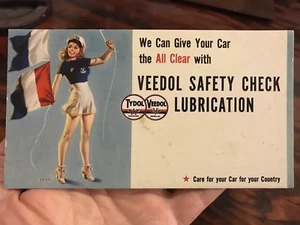 We Can Give Your Car
the All Clear with
VEEDOL SAFETY CHECK
TYDOL VEEDOL LUBRICATION
★ Care for your Car for your Country